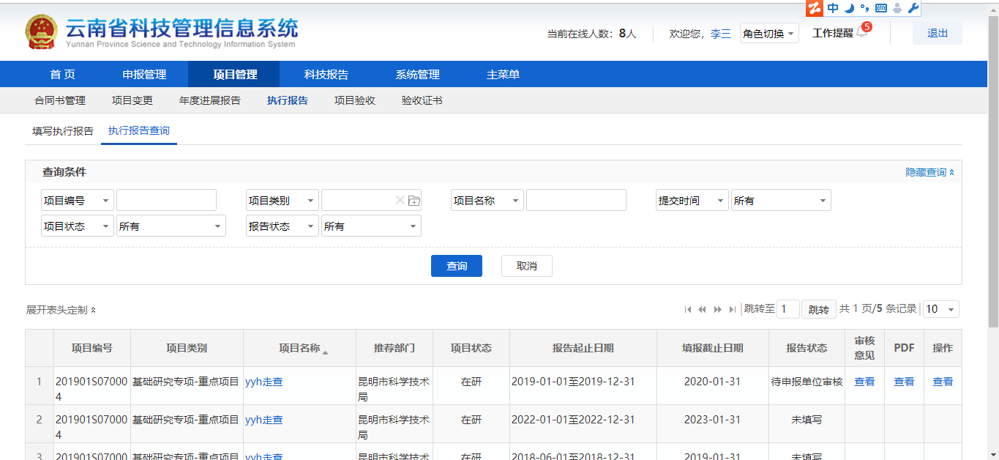 中
云南省科技管理信息系统
Yunnan Province Science and Technology Information System
当前在线人数：8人 欢迎您，李三 角色切换 工作提醒 5 退出
首页 申报管理 项目管理 科技报告 系统管理 主菜单
合同书管理 项目变更 年度进展报告 执行报告 项目验收 验收证书
填写执行报告 执行报告查询
查询条件 隐藏查询
项目编号 项目类别 项目名称 提交时间 所有
项目状态 所有 报告状态 所有
查询 取消
展开表头定制 跳转至 1 跳转 共 1 页/5 条记录 10
项目编号 项目类别 项目名称 推荐部门 项目状态 报告起止日期 填报截止日期 报告状态 审核意见 PDF 操作
1 201901S070004 基础研究专项-重点项目 yyh走查 昆明市科学技术局 在研 2019-01-01至2019-12-31 2020-01-31 待申报单位审核 查看 查看 查看
2 201901S070004 基础研究专项-重点项目 yyh走查 昆明市科学技术局 在研 2022-01-01至2022-12-31 2023-01-31 未填写
3 201901S07000 基础研究专项-重点项目 yyh走查 昆明市科学技术 在研 2018-06-01至2018-12-31 2019-01-31 未填写